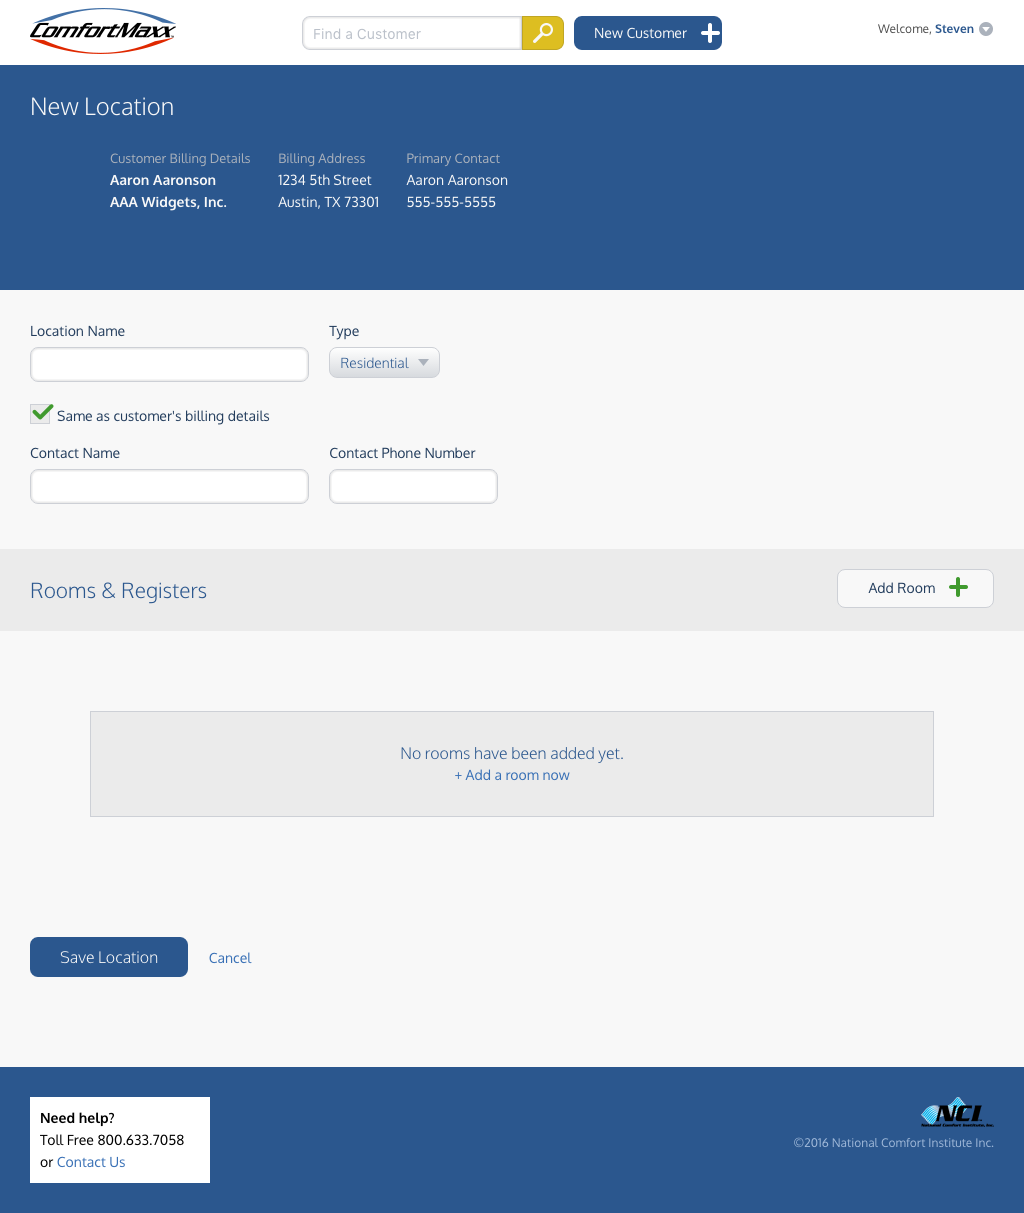 ComfortMaxx
Find a Customer
New Customer
Welcome, Steven
New Location
Customer Billing Details
Aaron Aaronson
AAA Widgets, Inc.
Billing Address
1234 5th Street
Austin, TX 73301
Primary Contact
Aaron Aaronson
555-555-5555
Location Name
Type
Residential
Same as customer's billing details
Contact Name
Contact Phone Number
Rooms & Registers
Add Room
No rooms have been added yet.
+ Add a room now
Save Location
Cancel
Need help?
Toll Free 800.633.7058
or Contact Us
NCI
National Comfort Institute, Inc.
©2016 National Comfort Institute Inc.